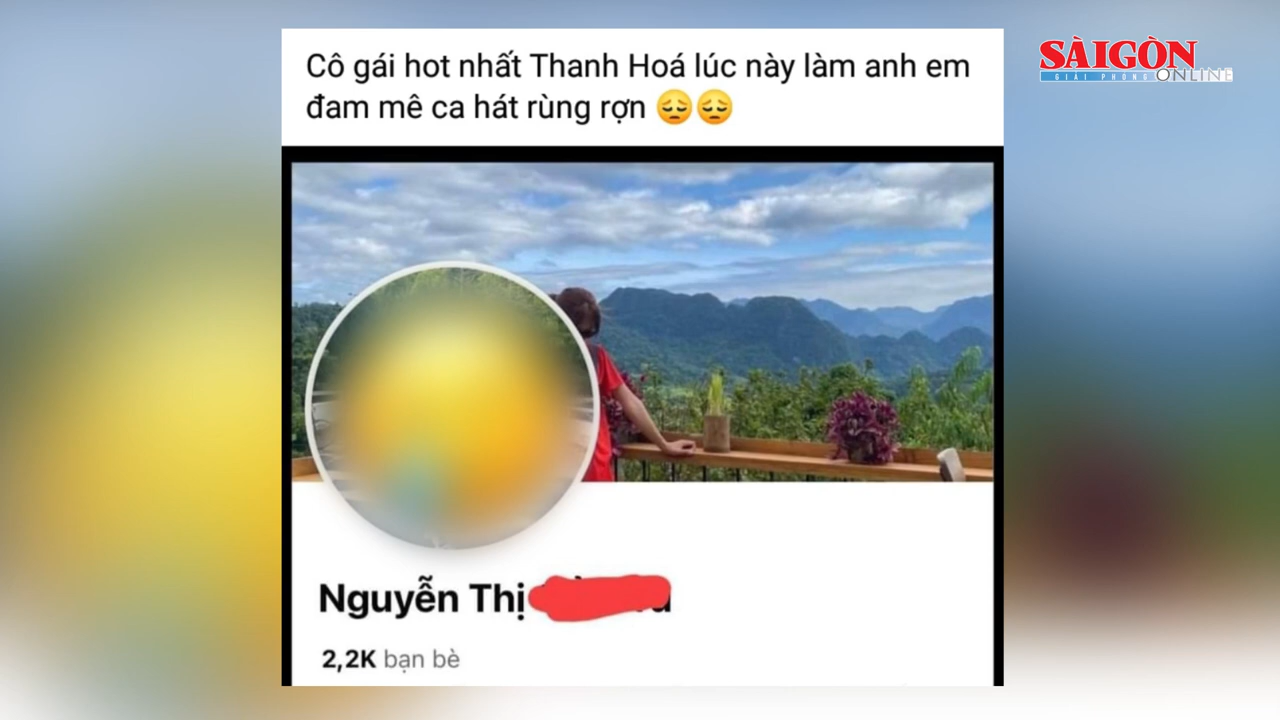 Cô gái hot nhất Thanh Hoá lúc này làm anh em
đam mê ca hát rùng rợn 😔😔
SÀIGÒN
GIẢI PHÓNG ONLINE
Nguyễn Thị
2,2K bạn bè